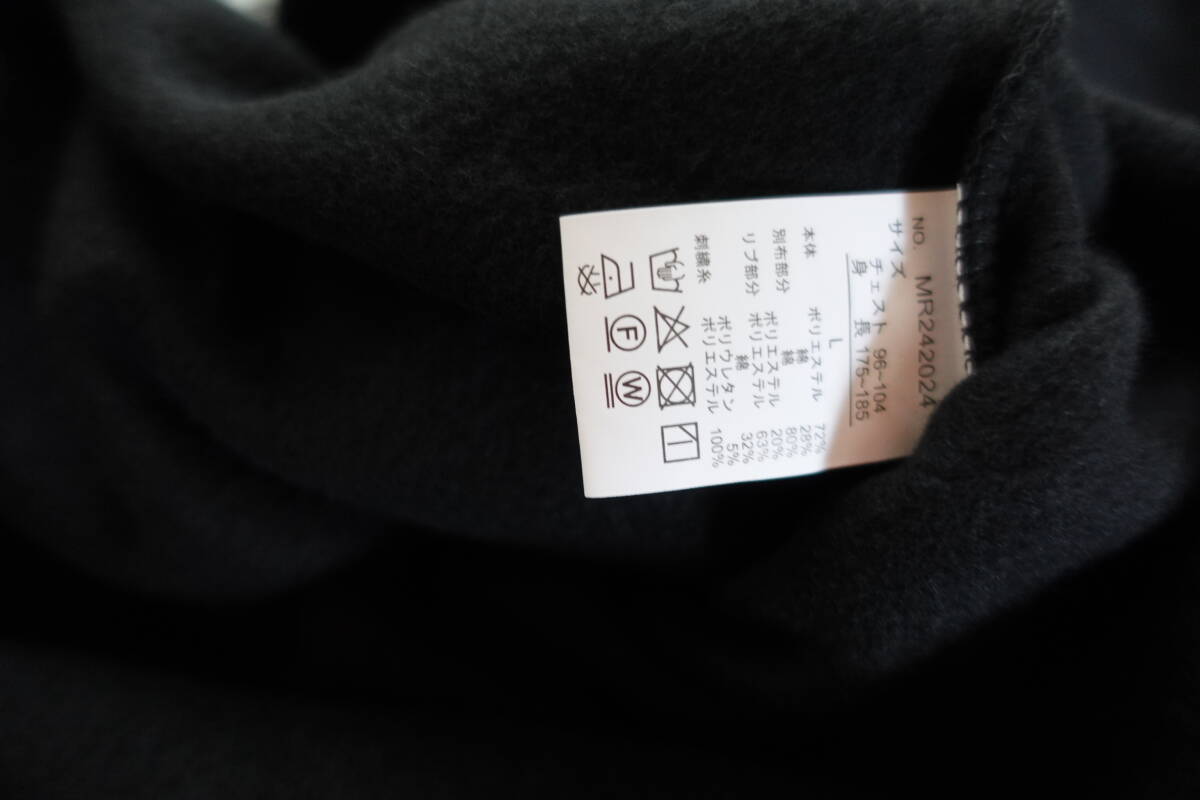 NO. MR242024
サイズ
チェスト 96~104
身 長 175~185
L
本体 ポリエステル 72%
綿 28%
別布部分 綿 80%
ポリエステル 20%
リブ部分 ポリエステル 63%
綿 32%
ポリウレタン 5%
刺繍糸 ポリエステル 100%
F
W